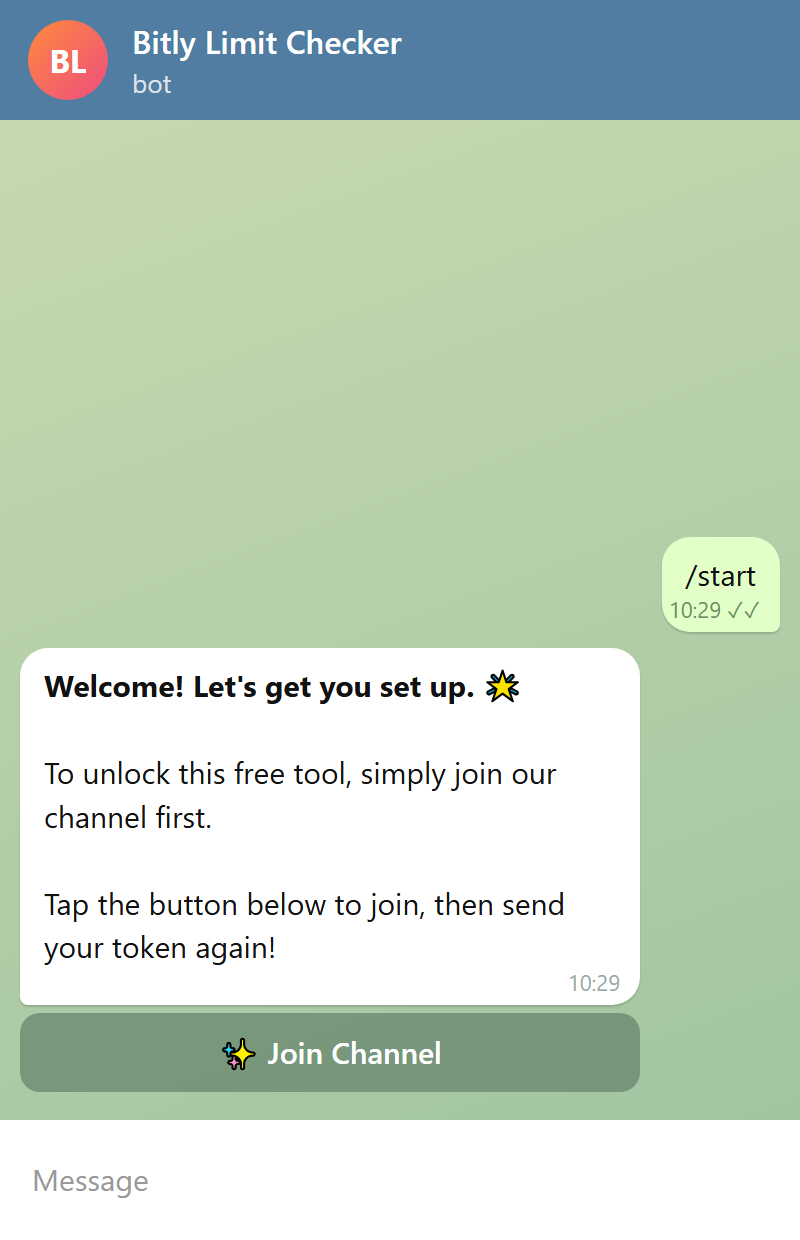 BL
Bitly Limit Checker
bot
/start
10:29 ✓✓
Welcome! Let's get you set up. 🌟
To unlock this free tool, simply join our
channel first.
Tap the button below to join, then send
your token again!
10:29
✨ Join Channel
Message